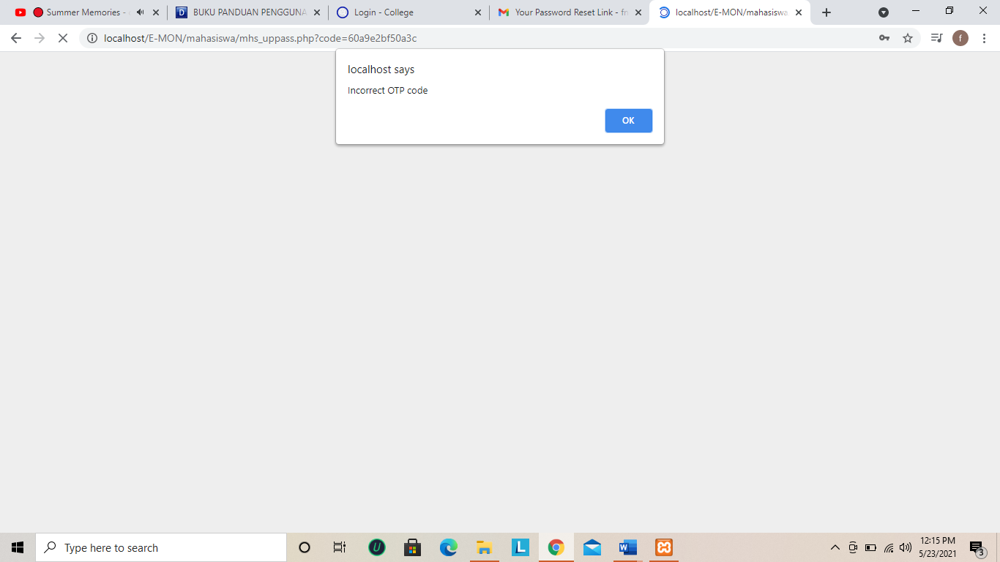 Summer Memories -
BUKU PANDUAN PENGGUNA
Login - College
Your Password Reset Link - fn
localhost/E-MON/mahasiswa
localhost/E-MON/mahasiswa/mhs_uppass.php?code=60a9e2bf50a3c
f
localhost says
Incorrect OTP code
OK
Type here to search
12:15 PM
5/23/2021
3